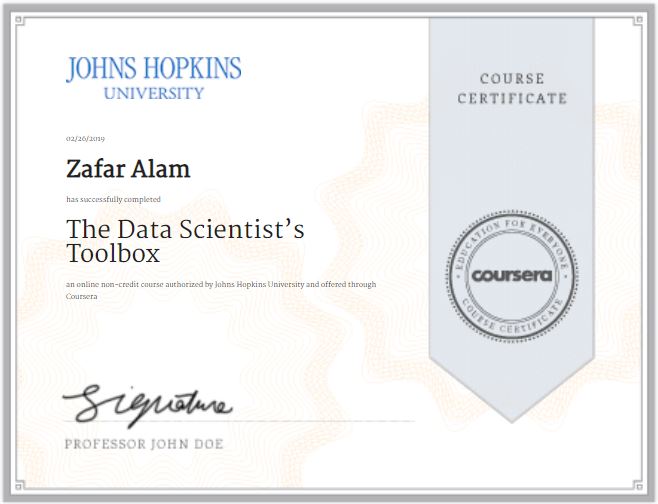 JOHNS HOPKINS
UNIVERSITY
COURSE
CERTIFICATE
02/26/2019
Zafar Alam
has successfully completed
The Data Scientist’s
Toolbox
an online non-credit course authorized by Johns Hopkins University and offered through
Coursera
EDUCATION FOR EVERYONE
coursera
COURSE CERTIFICATE
Signature
PROFESSOR JOHN DOE